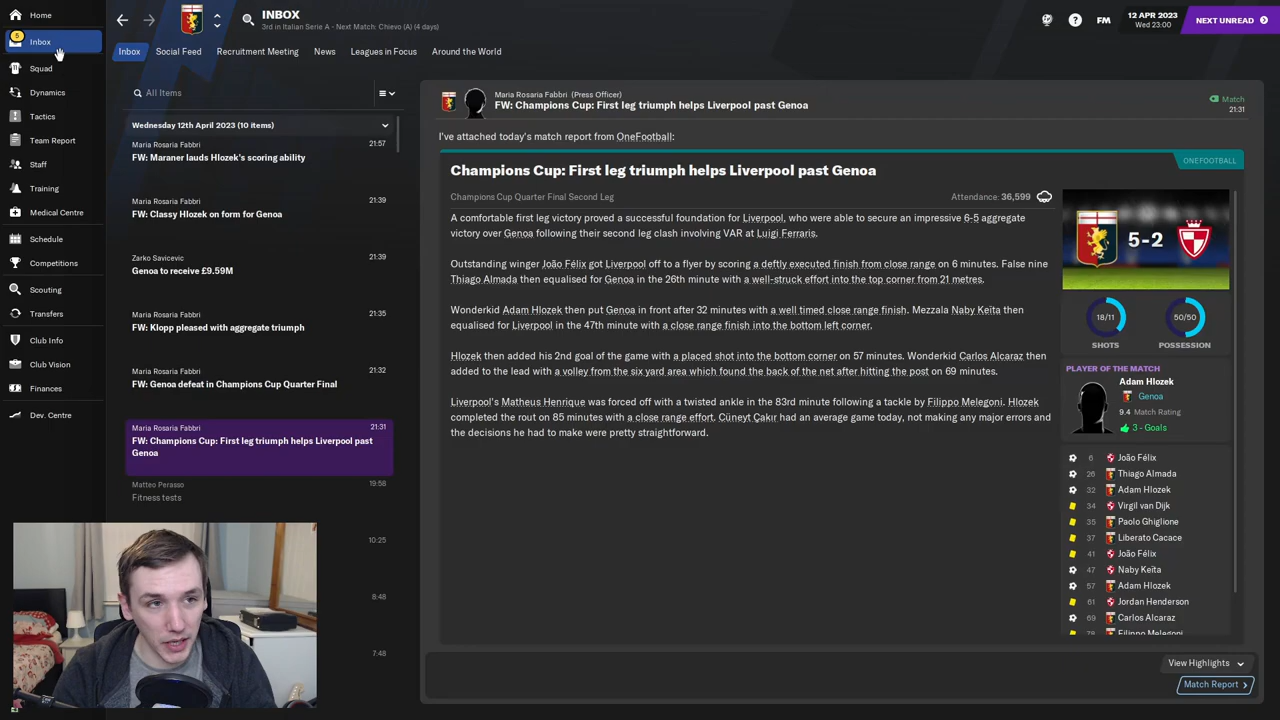 Home
5
Inbox
Squad
Dynamics
Tactics
Team Report
Staff
Training
Medical Centre
Schedule
Competitions
Scouting
Transfers
Club Info
Club Vision
Finances
Dev. Centre
INBOX
3rd in Italian Serie A - Next Match: Chievo (A) (4 days)
? FM
12 APR 2023
Wed 23:00
NEXT UNREAD
Inbox Social Feed Recruitment Meeting News Leagues in Focus Around the World
All Items
Wednesday 12th April 2023 (10 items)
Maria Rosaria Fabbri 21:57
FW: Maraner lauds Hlozek's scoring ability
Maria Rosaria Fabbri 21:39
FW: Classy Hlozek on form for Genoa
Zarko Savicevic 21:39
Genoa to receive £9.59M
Maria Rosaria Fabbri 21:35
FW: Klopp pleased with aggregate triumph
Maria Rosaria Fabbri 21:32
FW: Genoa defeat in Champions Cup Quarter Final
Maria Rosaria Fabbri 21:31
FW: Champions Cup: First leg triumph helps Liverpool past
Genoa
Matteo Perasso 19:58
Fitness tests
10:25
8:48
7:48
Maria Rosaria Fabbri (Press Officer)
FW: Champions Cup: First leg triumph helps Liverpool past Genoa
Match
21:31
I've attached today's match report from OneFootball:
ONEFOOTBALL
Champions Cup: First leg triumph helps Liverpool past Genoa
Champions Cup Quarter Final Second Leg Attendance: 36,599
A comfortable first leg victory proved a successful foundation for Liverpool, who were able to secure an impressive 6-5 aggregate
victory over Genoa following their second leg clash involving VAR at Luigi Ferraris.
Outstanding winger João Félix got Liverpool off to a flyer by scoring a deftly executed finish from close range on 6 minutes. False nine
Thiago Almada then equalised for Genoa in the 26th minute with a well-struck effort into the top corner from 21 metres.
Wonderkid Adam Hlozek then put Genoa in front after 32 minutes with a well timed close range finish. Mezzala Naby Keïta then
equalised for Liverpool in the 47th minute with a close range finish into the bottom left corner.
Hlozek then added his 2nd goal of the game with a placed shot into the bottom corner on 57 minutes. Wonderkid Carlos Alcaraz then
added to the lead with a volley from the six yard area which found the back of the net after hitting the post on 69 minutes.
Liverpool's Matheus Henrique was forced off with a twisted ankle in the 83rd minute following a tackle by Filippo Melegoni. Hlozek
completed the rout on 85 minutes with a close range effort. Cüneyt Çakır had an average game today, not making any major errors and
the decisions he had to make were pretty straightforward.
5-2
18/11
SHOTS
50/50
POSSESSION
PLAYER OF THE MATCH
Adam Hlozek
Genoa
9.4 Match Rating
3 - Goals
6 João Félix
26 Thiago Almada
32 Adam Hlozek
34 Virgil van Dijk
35 Paolo Ghiglione
37 Liberato Cacace
41 João Félix
47 Naby Keïta
57 Adam Hlozek
61 Jordan Henderson
69 Carlos Alcaraz
78 Filippo Melegoni
View Highlights
Match Report